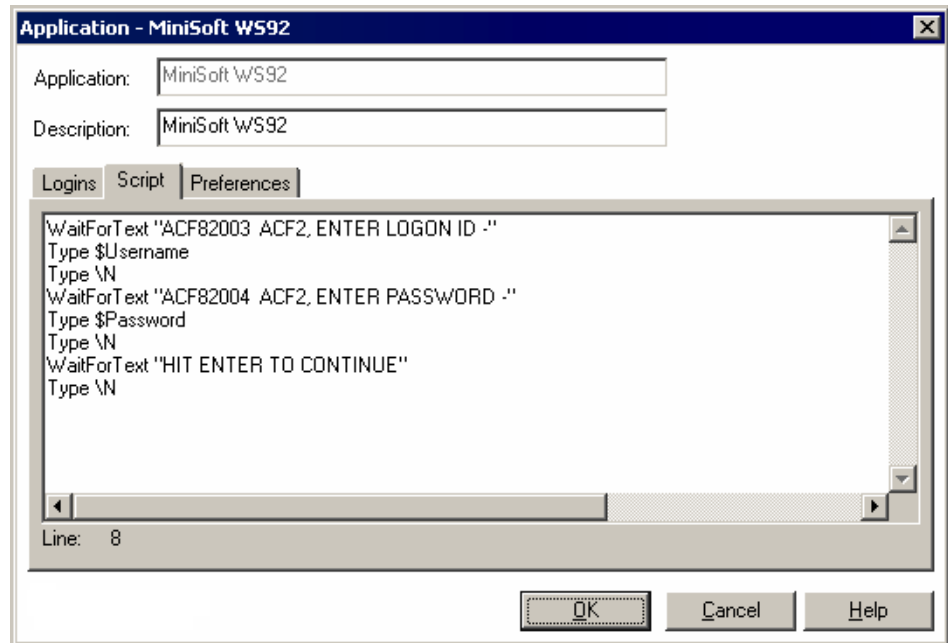 Application - MiniSoft WS92
Application: MiniSoft WS92
Description: MiniSoft WS92
Logins Script Preferences
WaitForText "ACF82003  ACF2, ENTER LOGON ID -"
Type $Username
Type \N
WaitForText "ACF82004  ACF2, ENTER PASSWORD -"
Type $Password
Type \N
WaitForText "HIT ENTER TO CONTINUE"
Type \N
Line: 8
OK Cancel Help